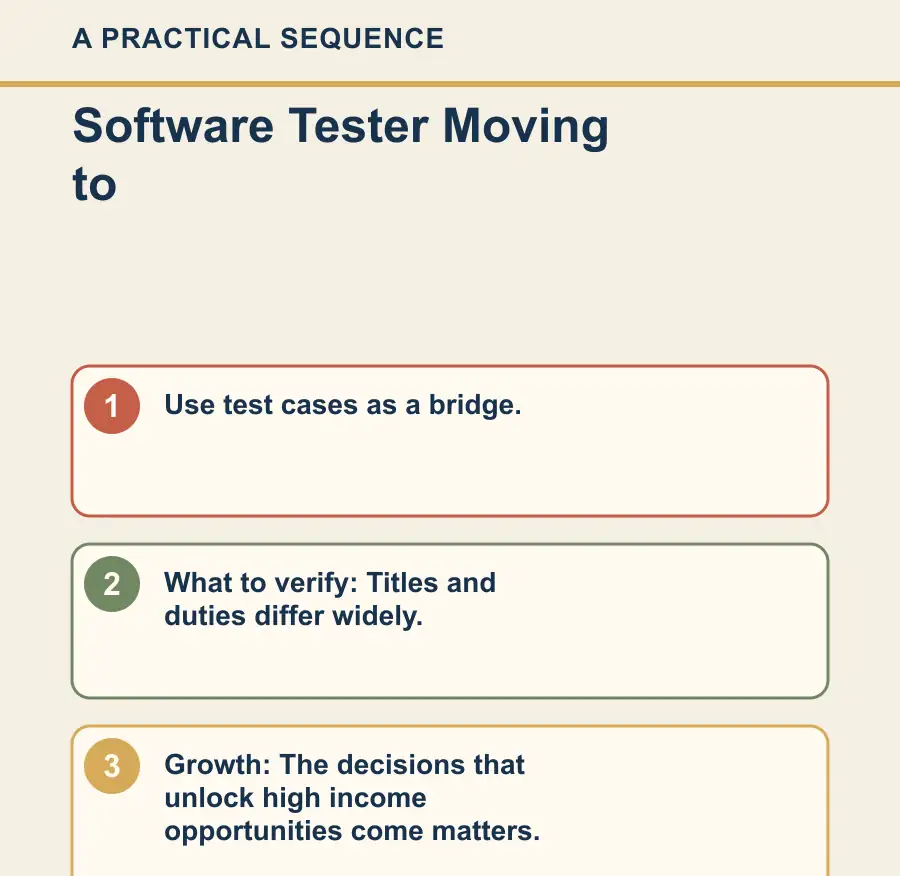 A PRACTICAL SEQUENCE
Software Tester Moving
to
1
Use test cases as a bridge.
2
What to verify: Titles and
duties differ widely.
3
Growth: The decisions that
unlock high income
opportunities come matters.